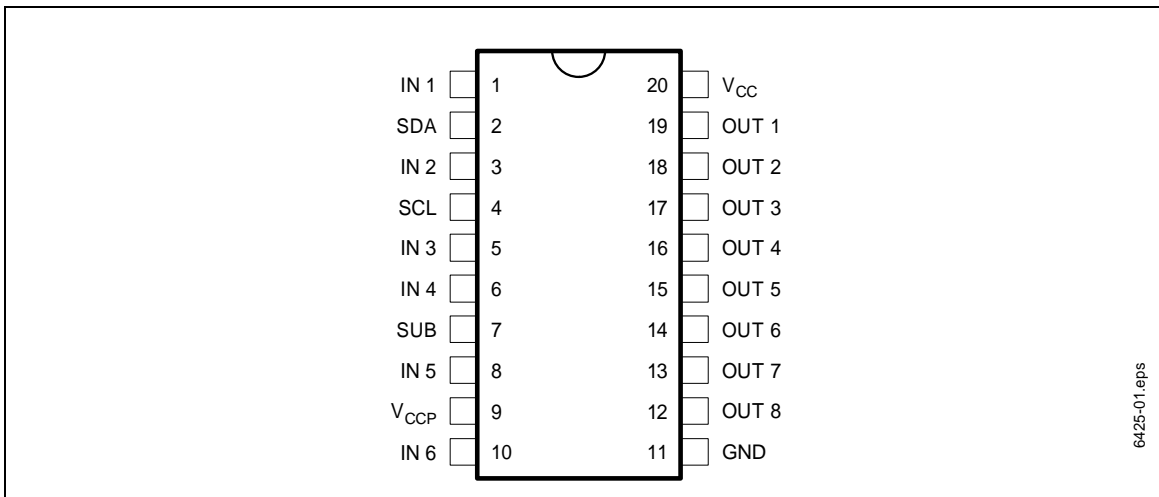 IN 1 1 20 VCC
SDA 2 19 OUT 1
IN 2 3 18 OUT 2
SCL 4 17 OUT 3
IN 3 5 16 OUT 4
IN 4 6 15 OUT 5
SUB 7 14 OUT 6
IN 5 8 13 OUT 7
VCCP 9 12 OUT 8
IN 6 10 11 GND
6425-01.eps